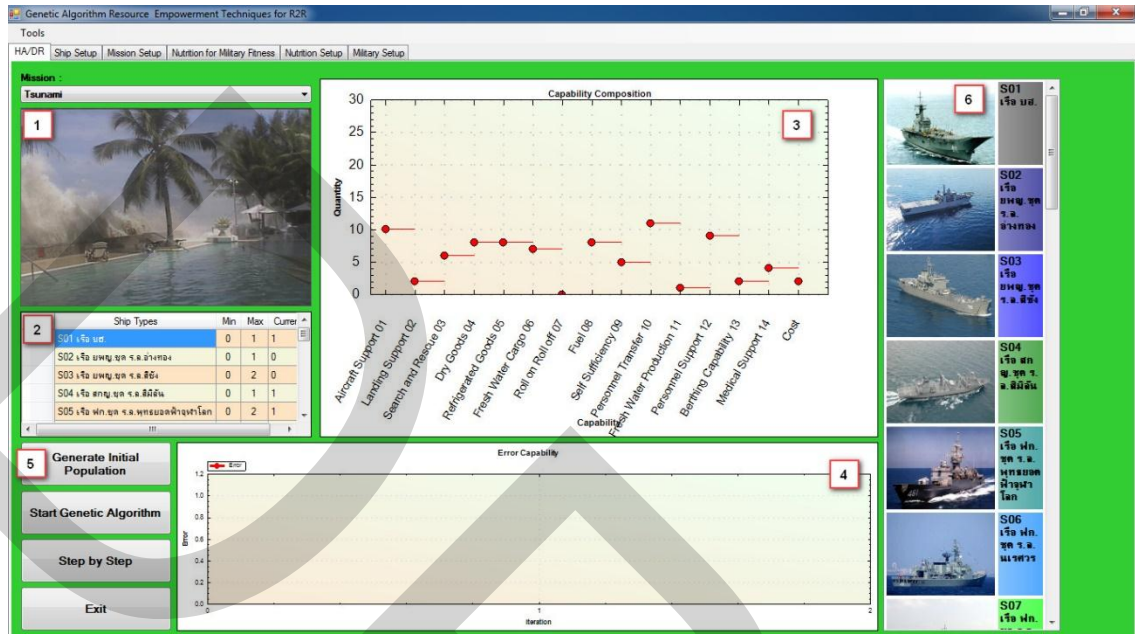 Genetic Algorithm Resource Empowerment Techniques for R2R
Tools
HA/DR Ship Setup Mission Setup Nutrition for Military Fitness Nutrition Setup Military Setup
Mission :
Tsunami
1
2
Ship Types Min Max Curren
S01 เรือ บฮ. 0 1 1
S02 เรือ ยพญ.ชุด ร.ล.อ่างทอง 0 1 0
S03 เรือ ยพญ.ชุด ร.ล.สีชัง 0 2 0
S04 เรือ สกญ.ชุด ร.ล.สิมิลัน 0 1 1
S05 เรือ ฟก.ชุด ร.ล.พุทธยอดฟ้าจุฬาโลก 0 2 1
Capability Composition
3
Quantity
30
25
20
15
10
5
0
Aircraft Support 01
Landing Support 02
Search and Rescue 03
Dry Goods 04
Refrigerated Goods 05
Fresh Water Cargo 06
Roll on Roll off 07
Fuel 08
Self Sufficiency 09
Personnel Transfer 10
Fresh Water Production 11
Personnel Support 12
Berthing Capability 13
Medical Support 14
Cost
Capability
5
Generate Initial
Population
Start Genetic Algorithm
Step by Step
Exit
Error Capability
Error
4
Error
1.2
1.0
0.8
0.6
0.4
0.2
0.0
0 1 2
Iteration
6
S01
เรือ บฮ.
S02
เรือ
ยพญ.ชุด
ร.ล.
อ่างทอง
S03
เรือ
ยพญ.ชุด
ร.ล.สีชัง
S04
เรือ สก
ญ.ชุด ร.
ล.สิมิลัน
S05
เรือ ฟก.
ชุด ร.ล.
พุทธยอด
ฟ้าจุฬา
โลก
S06
เรือ ฟก.
ชุด ร.ล.
นเรศวร
S07
เรือ ฟก.